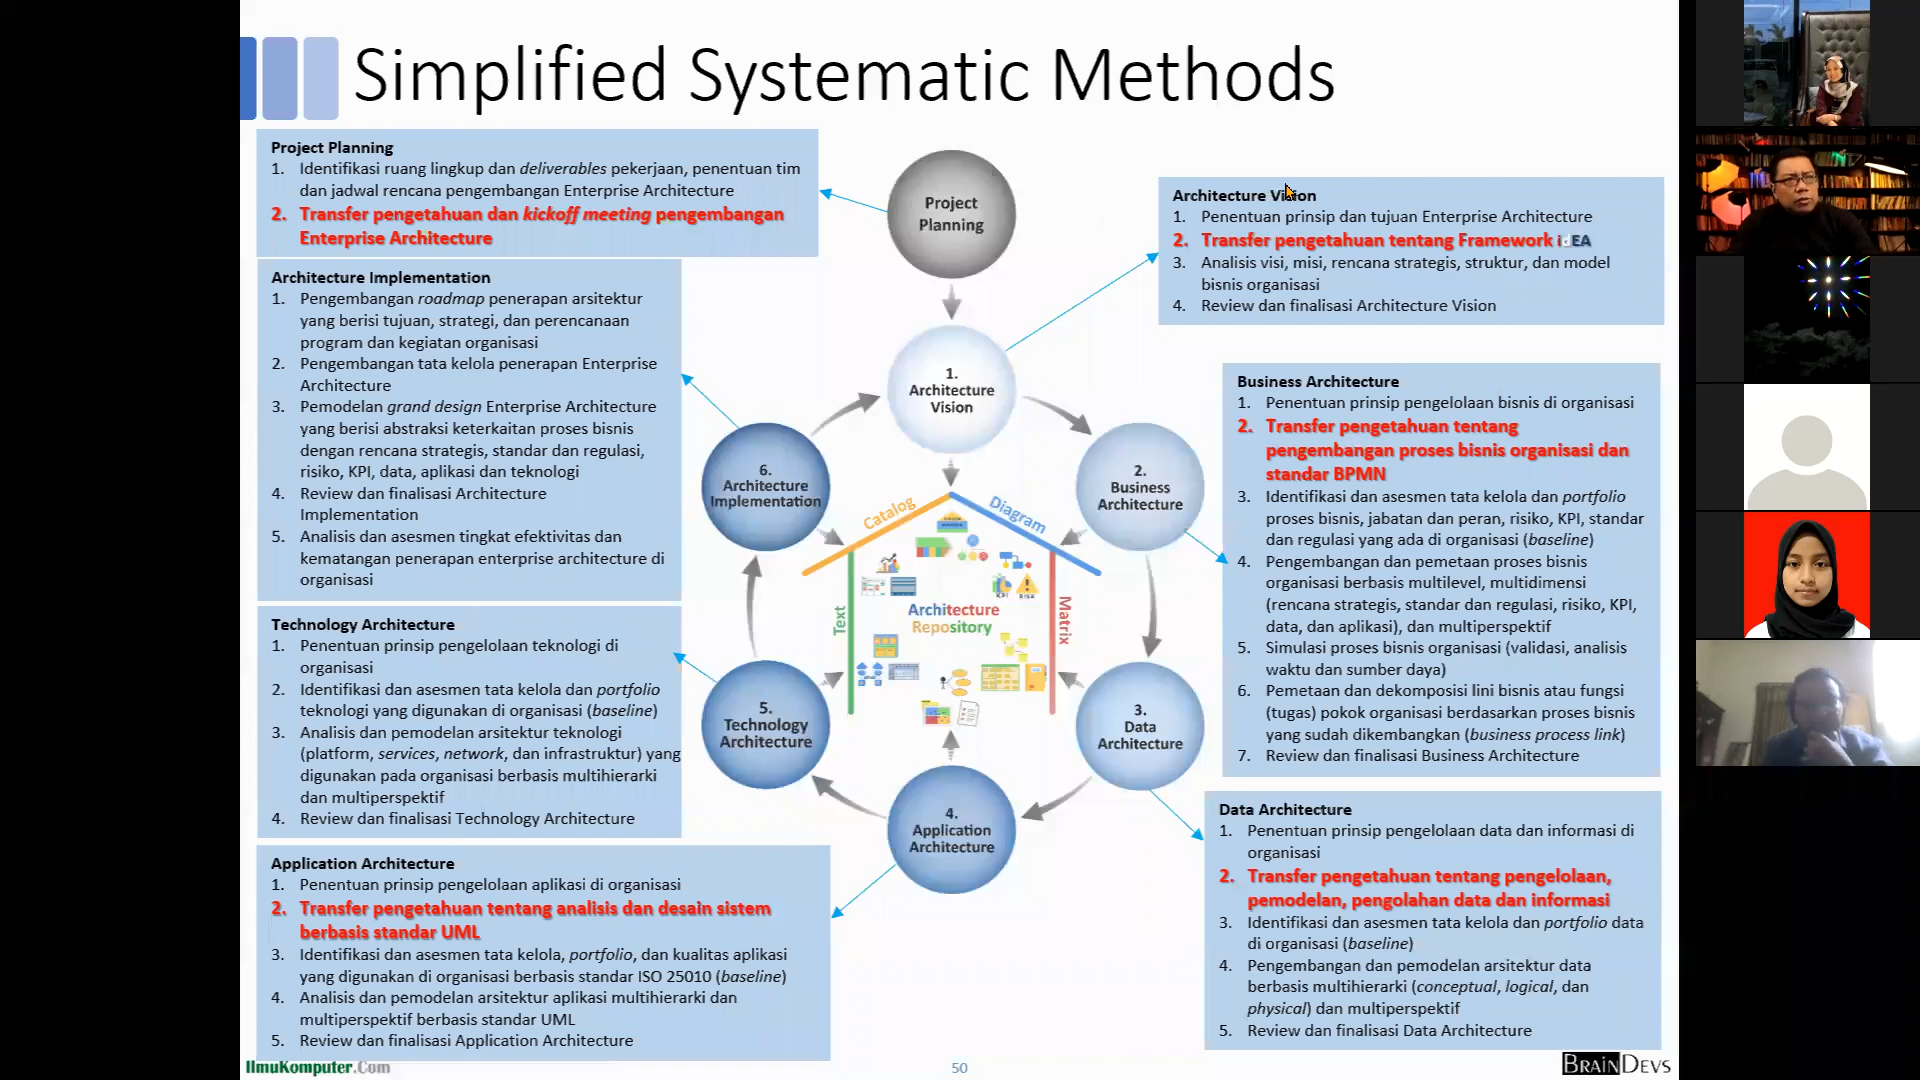 Simplified Systematic Methods
Project Planning
1. Identifikasi ruang lingkup dan deliverables pekerjaan, penentuan tim
dan jadwal rencana pengembangan Enterprise Architecture
2. Transfer pengetahuan dan kickoff meeting pengembangan
Enterprise Architecture
Architecture Implementation
1. Pengembangan roadmap penerapan arsitektur
yang berisi tujuan, strategi, dan perencanaan
program dan kegiatan organisasi
2. Pengembangan tata kelola penerapan Enterprise
Architecture
3. Pemodelan grand design Enterprise Architecture
yang berisi abstraksi keterkaitan proses bisnis
dengan rencana strategis, standar dan regulasi,
risiko, KPI, data, aplikasi dan teknologi
4. Review dan finalisasi Architecture
Implementation
5. Analisis dan asesmen tingkat efektivitas dan
kematangan penerapan enterprise architecture di
organisasi
Technology Architecture
1. Penentuan prinsip pengelolaan teknologi di
organisasi
2. Identifikasi dan asesmen tata kelola dan portfolio
teknologi yang digunakan di organisasi (baseline)
3. Analisis dan pemodelan arsitektur teknologi
(platform, services, network, dan infrastruktur) yang
digunakan pada organisasi berbasis multihierarki
dan multiperspektif
4. Review dan finalisasi Technology Architecture
Application Architecture
1. Penentuan prinsip pengelolaan aplikasi di organisasi
2. Transfer pengetahuan tentang analisis dan desain sistem
berbasis standar UML
3. Identifikasi dan asesmen tata kelola, portfolio, dan kualitas aplikasi
yang digunakan di organisasi berbasis standar ISO 25010 (baseline)
4. Analisis dan pemodelan arsitektur aplikasi multihierarki dan
multiperspektif berbasis standar UML
5. Review dan finalisasi Application Architecture
Project
Planning
1.
Architecture
Vision
2.
Business
Architecture
3.
Data
Architecture
4.
Application
Architecture
5.
Technology
Architecture
6.
Architecture
Implementation
Catalog
Diagram
Text
Matrix
KPI
RISK
Architecture
Repository
Architecture Vision
1. Penentuan prinsip dan tujuan Enterprise Architecture
2. Transfer pengetahuan tentang Framework idEA
3. Analisis visi, misi, rencana strategis, struktur, dan model
bisnis organisasi
4. Review dan finalisasi Architecture Vision
Business Architecture
1. Penentuan prinsip pengelolaan bisnis di organisasi
2. Transfer pengetahuan tentang
pengembangan proses bisnis organisasi dan
standar BPMN
3. Identifikasi dan asesmen tata kelola dan portfolio
proses bisnis, jabatan dan peran, risiko, KPI, standar
dan regulasi yang ada di organisasi (baseline)
4. Pengembangan dan pemetaan proses bisnis
organisasi berbasis multilevel, multidimensi
(rencana strategis, standar dan regulasi, risiko, KPI,
data, dan aplikasi), dan multiperspektif
5. Simulasi proses bisnis organisasi (validasi, analisis
waktu dan sumber daya)
6. Pemetaan dan dekomposisi lini bisnis atau fungsi
(tugas) pokok organisasi berdasarkan proses bisnis
yang sudah dikembangkan (business process link)
7. Review dan finalisasi Business Architecture
Data Architecture
1. Penentuan prinsip pengelolaan data dan informasi di
organisasi
2. Transfer pengetahuan tentang pengelolaan,
pemodelan, pengolahan data dan informasi
3. Identifikasi dan asesmen tata kelola dan portfolio data
di organisasi (baseline)
4. Pengembangan dan pemodelan arsitektur data
berbasis multihierarki (conceptual, logical, dan
physical) dan multiperspektif
5. Review dan finalisasi Data Architecture
IlmuKomputer.Com
50
BRAINDEVS